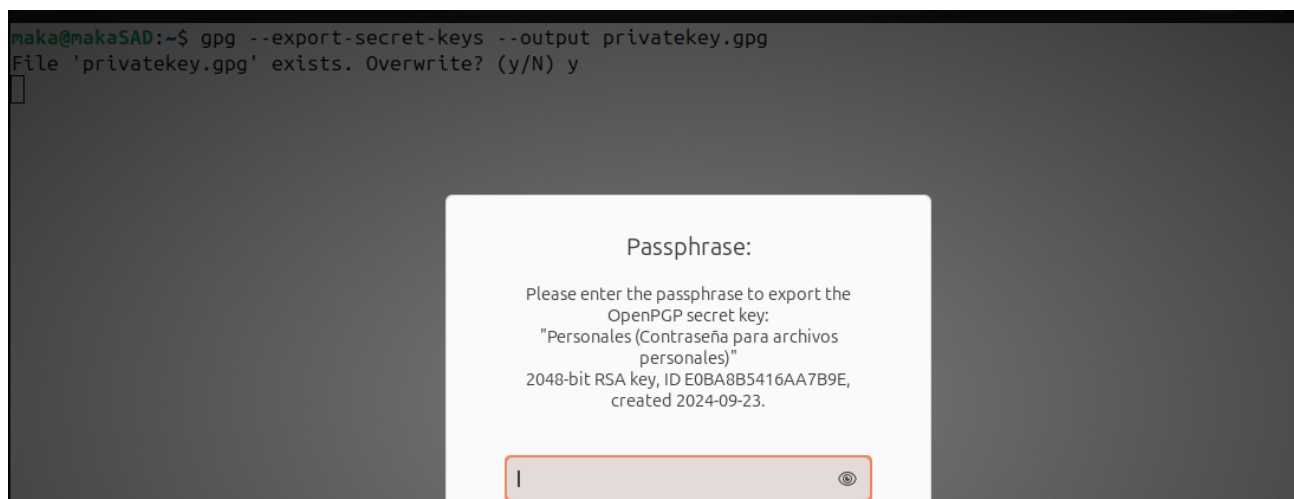 maka@makaSAD:~$ gpg --export-secret-keys --output privatekey.gpg
File 'privatekey.gpg' exists. Overwrite? (y/N) y
Passphrase:
Please enter the passphrase to export the
OpenPGP secret key:
"Personales (Contraseña para archivos
personales)"
2048-bit RSA key, ID E0BA8B5416AA7B9E,
created 2024-09-23.